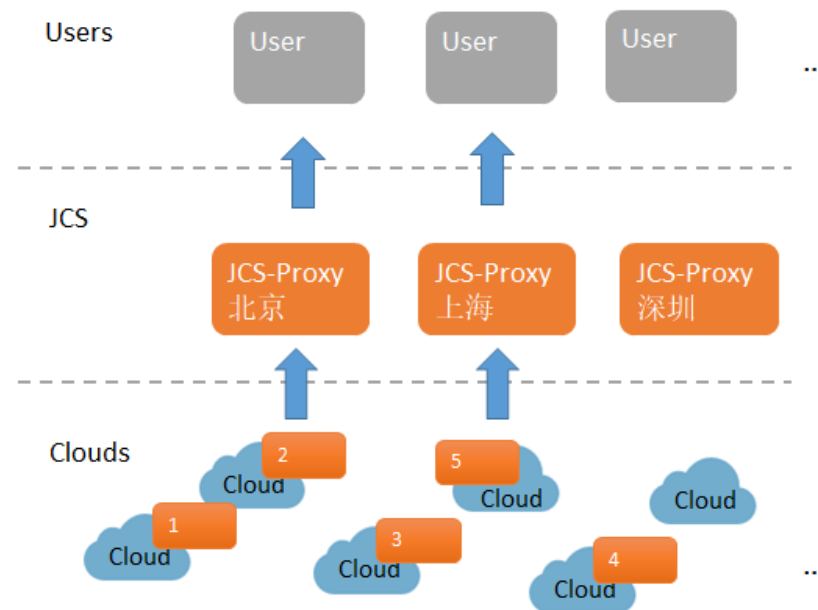 Users
User
User
User
..
JCS
JCS-Proxy
北京
JCS-Proxy
上海
JCS-Proxy
深圳
Clouds
2
Cloud
5
Cloud
Cloud
1
Cloud
3
Cloud
4
Cloud
..